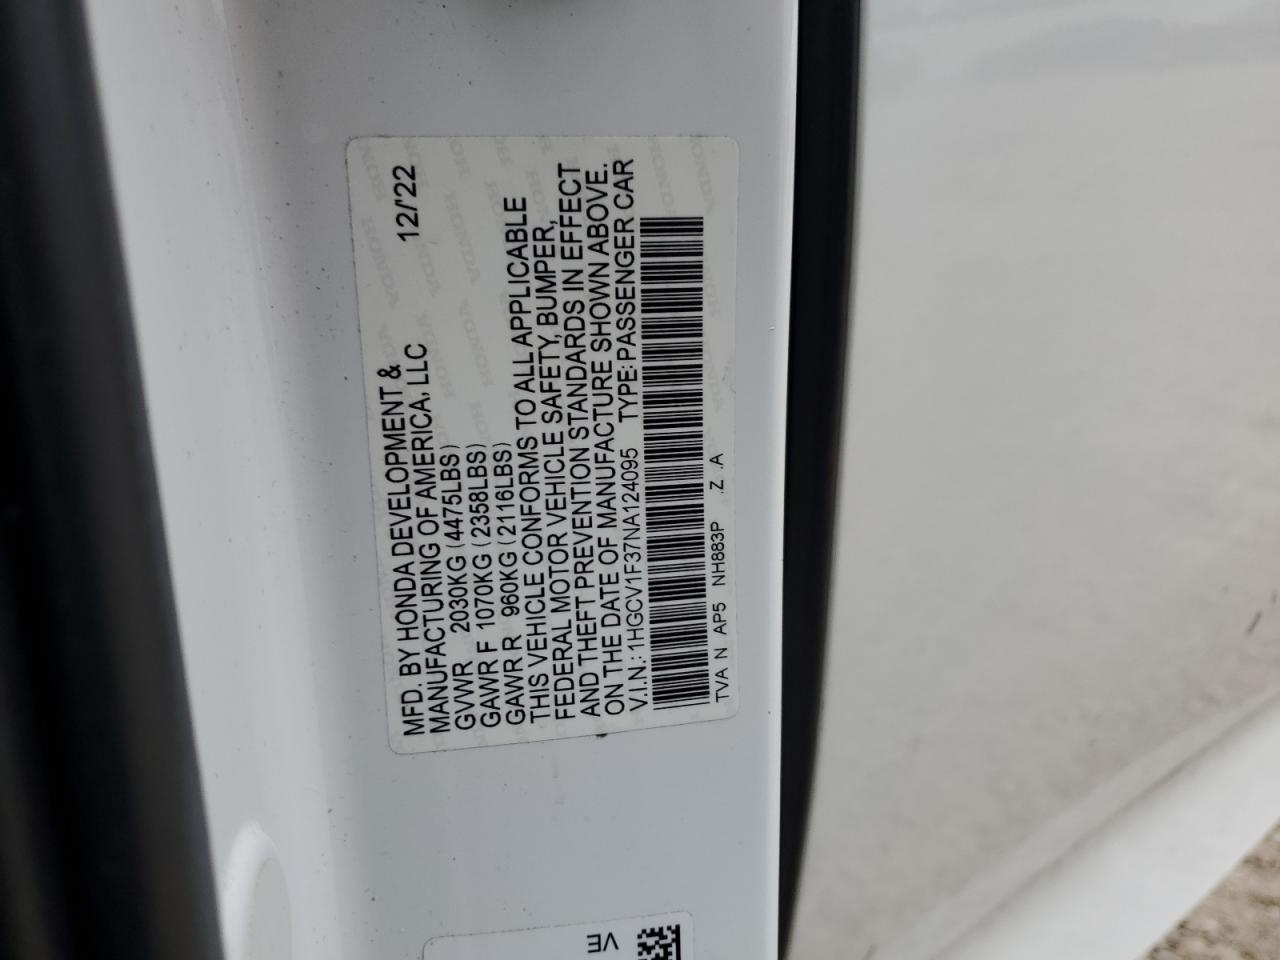 MFD. BY HONDA DEVELOPMENT & 12/'22
MANUFACTURING OF AMERICA, LLC
GVWR 2030KG (4475LBS)
GAWR F 1070KG (2358LBS)
GAWR R 960KG (2116LBS)
THIS VEHICLE CONFORMS TO ALL APPLICABLE
FEDERAL MOTOR VEHICLE SAFETY, BUMPER,
AND THEFT PREVENTION STANDARDS IN EFFECT
ON THE DATE OF MANUFACTURE SHOWN ABOVE.
V.I.N.: 1HGCV1F37NA124095 TYPE: PASSENGER CAR
TVA N AP5 NH883P Z .A
VE